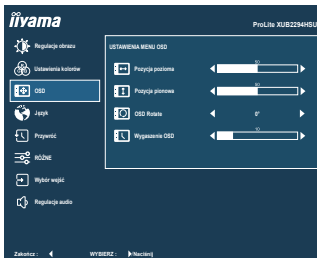 iiyama
ProLite XUB2294HSU
Regulacje obrazu
Ustawienia kolorów
OSD
Język
Przywróć
RÓŻNE
Wybór wejść
Regulacje audio
USTAWIENIA MENU OSD
Pozycja pozioma 50
Pozycja pionowa 50
OSD Rotate 0°
Wygaszenie OSD 10
Zakończ : WYBIERZ : /Naciśnij